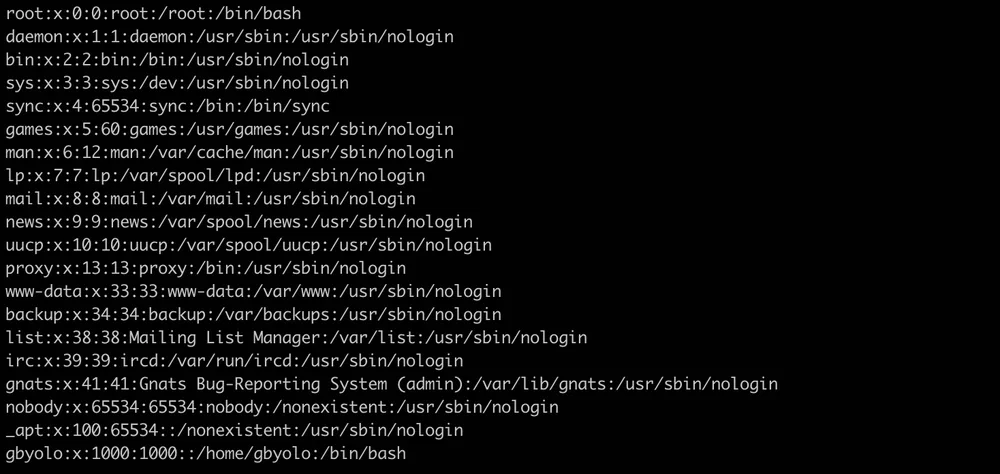 root:x:0:0:root:/root:/bin/bash
daemon:x:1:1:daemon:/usr/sbin:/usr/sbin/nologin
bin:x:2:2:bin:/bin:/usr/sbin/nologin
sys:x:3:3:sys:/dev:/usr/sbin/nologin
sync:x:4:65534:sync:/bin:/bin/sync
games:x:5:60:games:/usr/games:/usr/sbin/nologin
man:x:6:12:man:/var/cache/man:/usr/sbin/nologin
lp:x:7:7:lp:/var/spool/lpd:/usr/sbin/nologin
mail:x:8:8:mail:/var/mail:/usr/sbin/nologin
news:x:9:9:news:/var/spool/news:/usr/sbin/nologin
uucp:x:10:10:uucp:/var/spool/uucp:/usr/sbin/nologin
proxy:x:13:13:proxy:/bin:/usr/sbin/nologin
www-data:x:33:33:www-data:/var/www:/usr/sbin/nologin
backup:x:34:34:backup:/var/backups:/usr/sbin/nologin
list:x:38:38:Mailing List Manager:/var/list:/usr/sbin/nologin
irc:x:39:39:ircd:/var/run/ircd:/usr/sbin/nologin
gnats:x:41:41:Gnats Bug-Reporting System (admin):/var/lib/gnats:/usr/sbin/nologin
nobody:x:65534:65534:nobody:/nonexistent:/usr/sbin/nologin
_apt:x:100:65534::/nonexistent:/usr/sbin/nologin
gbyolo:x:1000:1000::/home/gbyolo:/bin/bash